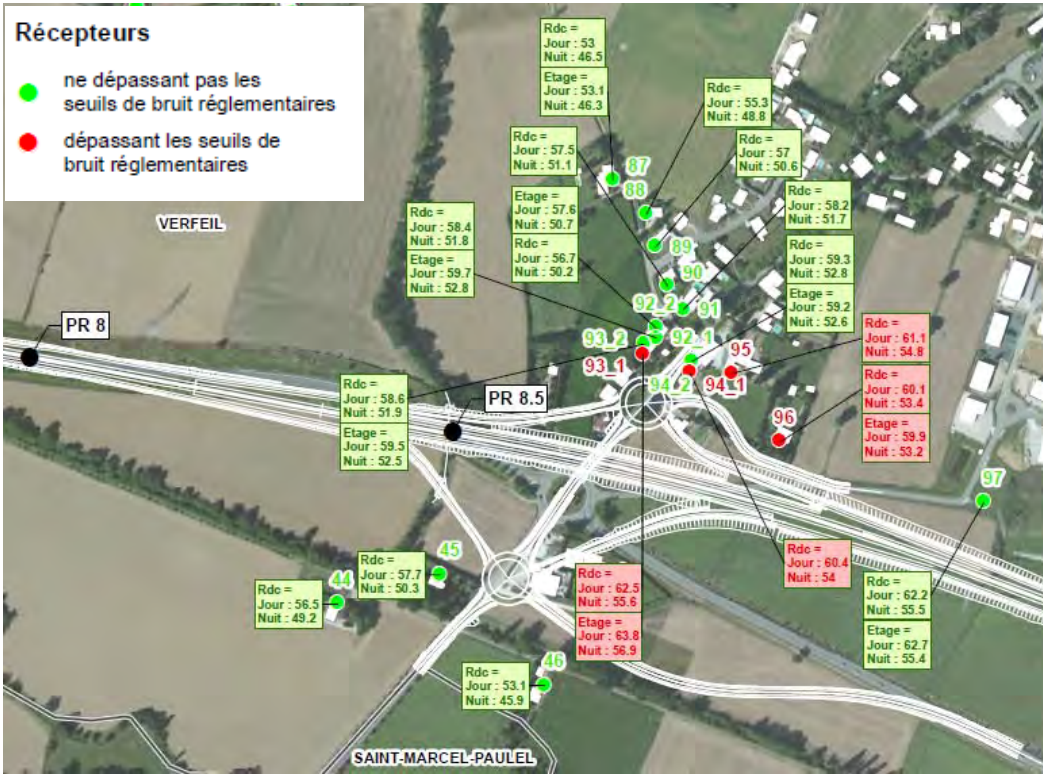 Récepteurs
ne dépassant pas les
seuils de bruit réglementaires
dépassant les seuils de
bruit réglementaires
VERFEIL
Rdc =
Jour : 53
Nuit : 46.5
Etage =
Jour : 53.1
Nuit : 46.3
Rdc =
Jour : 55.3
Nuit : 48.8
Rdc =
Jour : 57.5
Nuit : 51.1
Rdc =
Jour : 57
Nuit : 50.6
87
88
Etage =
Jour : 57.6
Nuit : 50.7
Rdc =
Jour : 56.7
Nuit : 50.2
Rdc =
Jour : 58.2
Nuit : 51.7
Rdc =
Jour : 58.4
Nuit : 51.8
Etage =
Jour : 59.7
Nuit : 52.8
89
90
Rdc =
Jour : 59.3
Nuit : 52.8
Etage =
Jour : 59.2
Nuit : 52.6
92_2
91
PR 8
93_2
92_1
93_1
95
94_2
94_1
Rdc =
Jour : 61.1
Nuit : 54.8
Rdc =
Jour : 60.1
Nuit : 53.4
Etage =
Jour : 59.9
Nuit : 53.2
Rdc =
Jour : 58.6
Nuit : 51.9
Etage =
Jour : 59.5
Nuit : 52.5
PR 8.5
96
97
45
Rdc =
Jour : 57.7
Nuit : 50.3
44
Rdc =
Jour : 56.5
Nuit : 49.2
Rdc =
Jour : 60.4
Nuit : 54
Rdc =
Jour : 62.5
Nuit : 55.6
Etage =
Jour : 63.8
Nuit : 56.9
Rdc =
Jour : 62.2
Nuit : 55.5
Etage =
Jour : 62.7
Nuit : 55.4
46
Rdc =
Jour : 53.1
Nuit : 45.9
SAINT-MARCEL-PAULEL